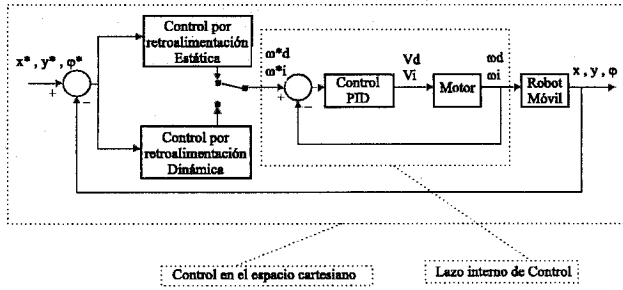 Control por
retroalimentación
Estática
x*, y*, φ*
+
−
Control por
retroalimentación
Dinámica
ω*d
ω*i
+
−
Control
PID
Vd
Vi
Motor
ωd
ωi
Robot
Móvil
x, y, φ
Control en el espacio cartesiano
Lazo interno de Control